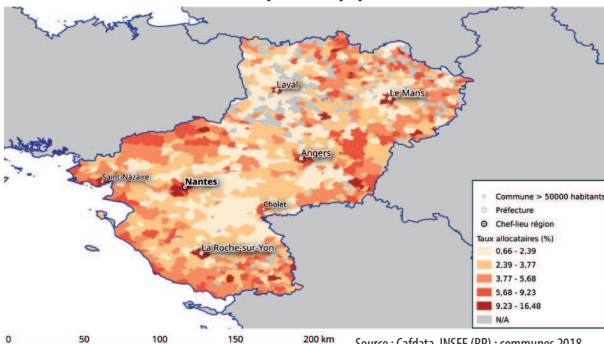 Laval
Le Mans
Angers
Saint-Nazaire
Nantes
Cholet
La Roche-sur-Yon
Commune > 50000 habitants
Préfecture
Chef-lieu région
Taux allocataires (%)
0,66 - 2,39
2,39 - 3,77
3,77 - 5,68
5,68 - 9,23
9,23 - 16,48
N/A
0 50 100 150 200 km
Source : Cafdata, INSEE (RP) ; communes 2018